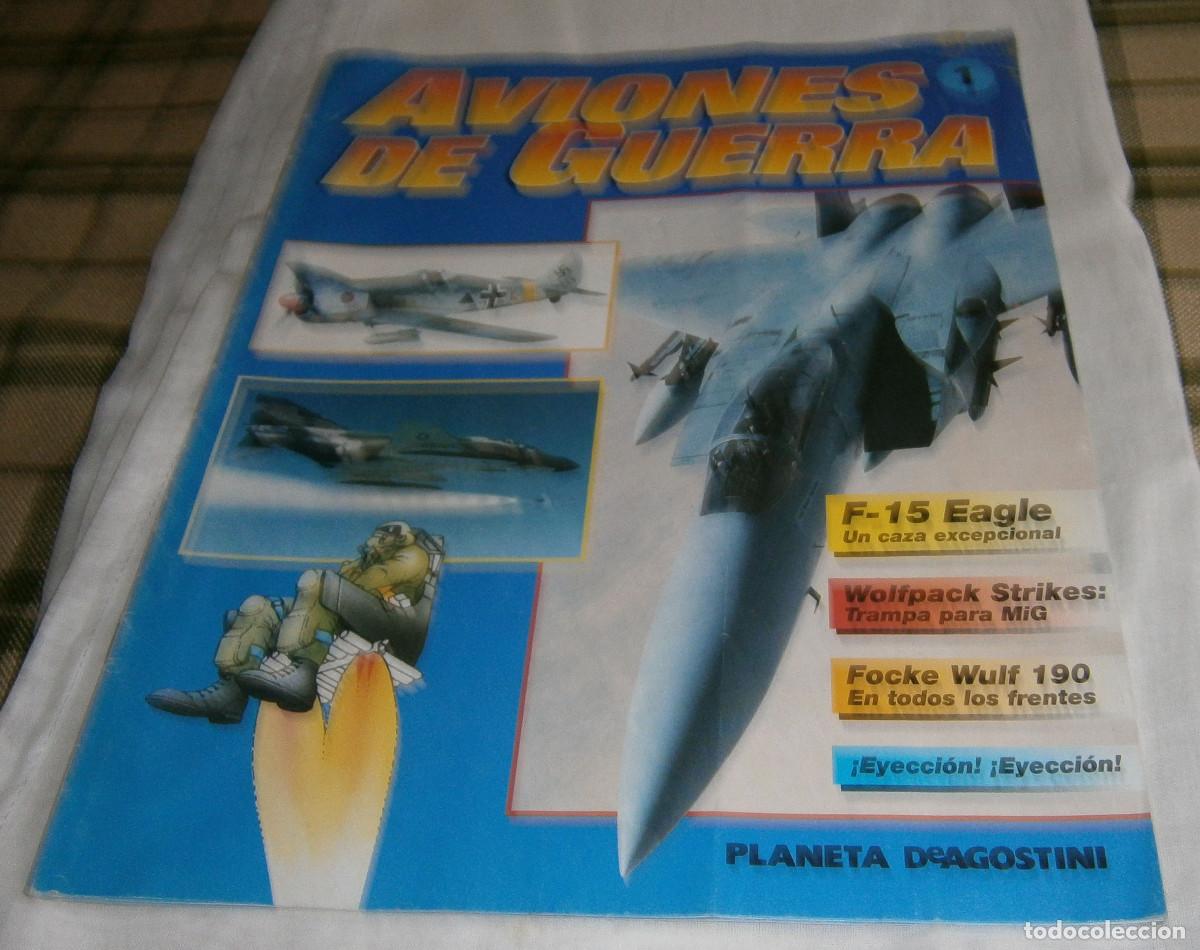 AVIONES
DE GUERRA
1
F-15 Eagle
Un caza excepcional
Wolfpack Strikes:
Trampa para MiG
Focke Wulf 190
En todos los frentes
¡Eyección! ¡Eyección!
PLANETA DeAGOSTINI
todocoleccion